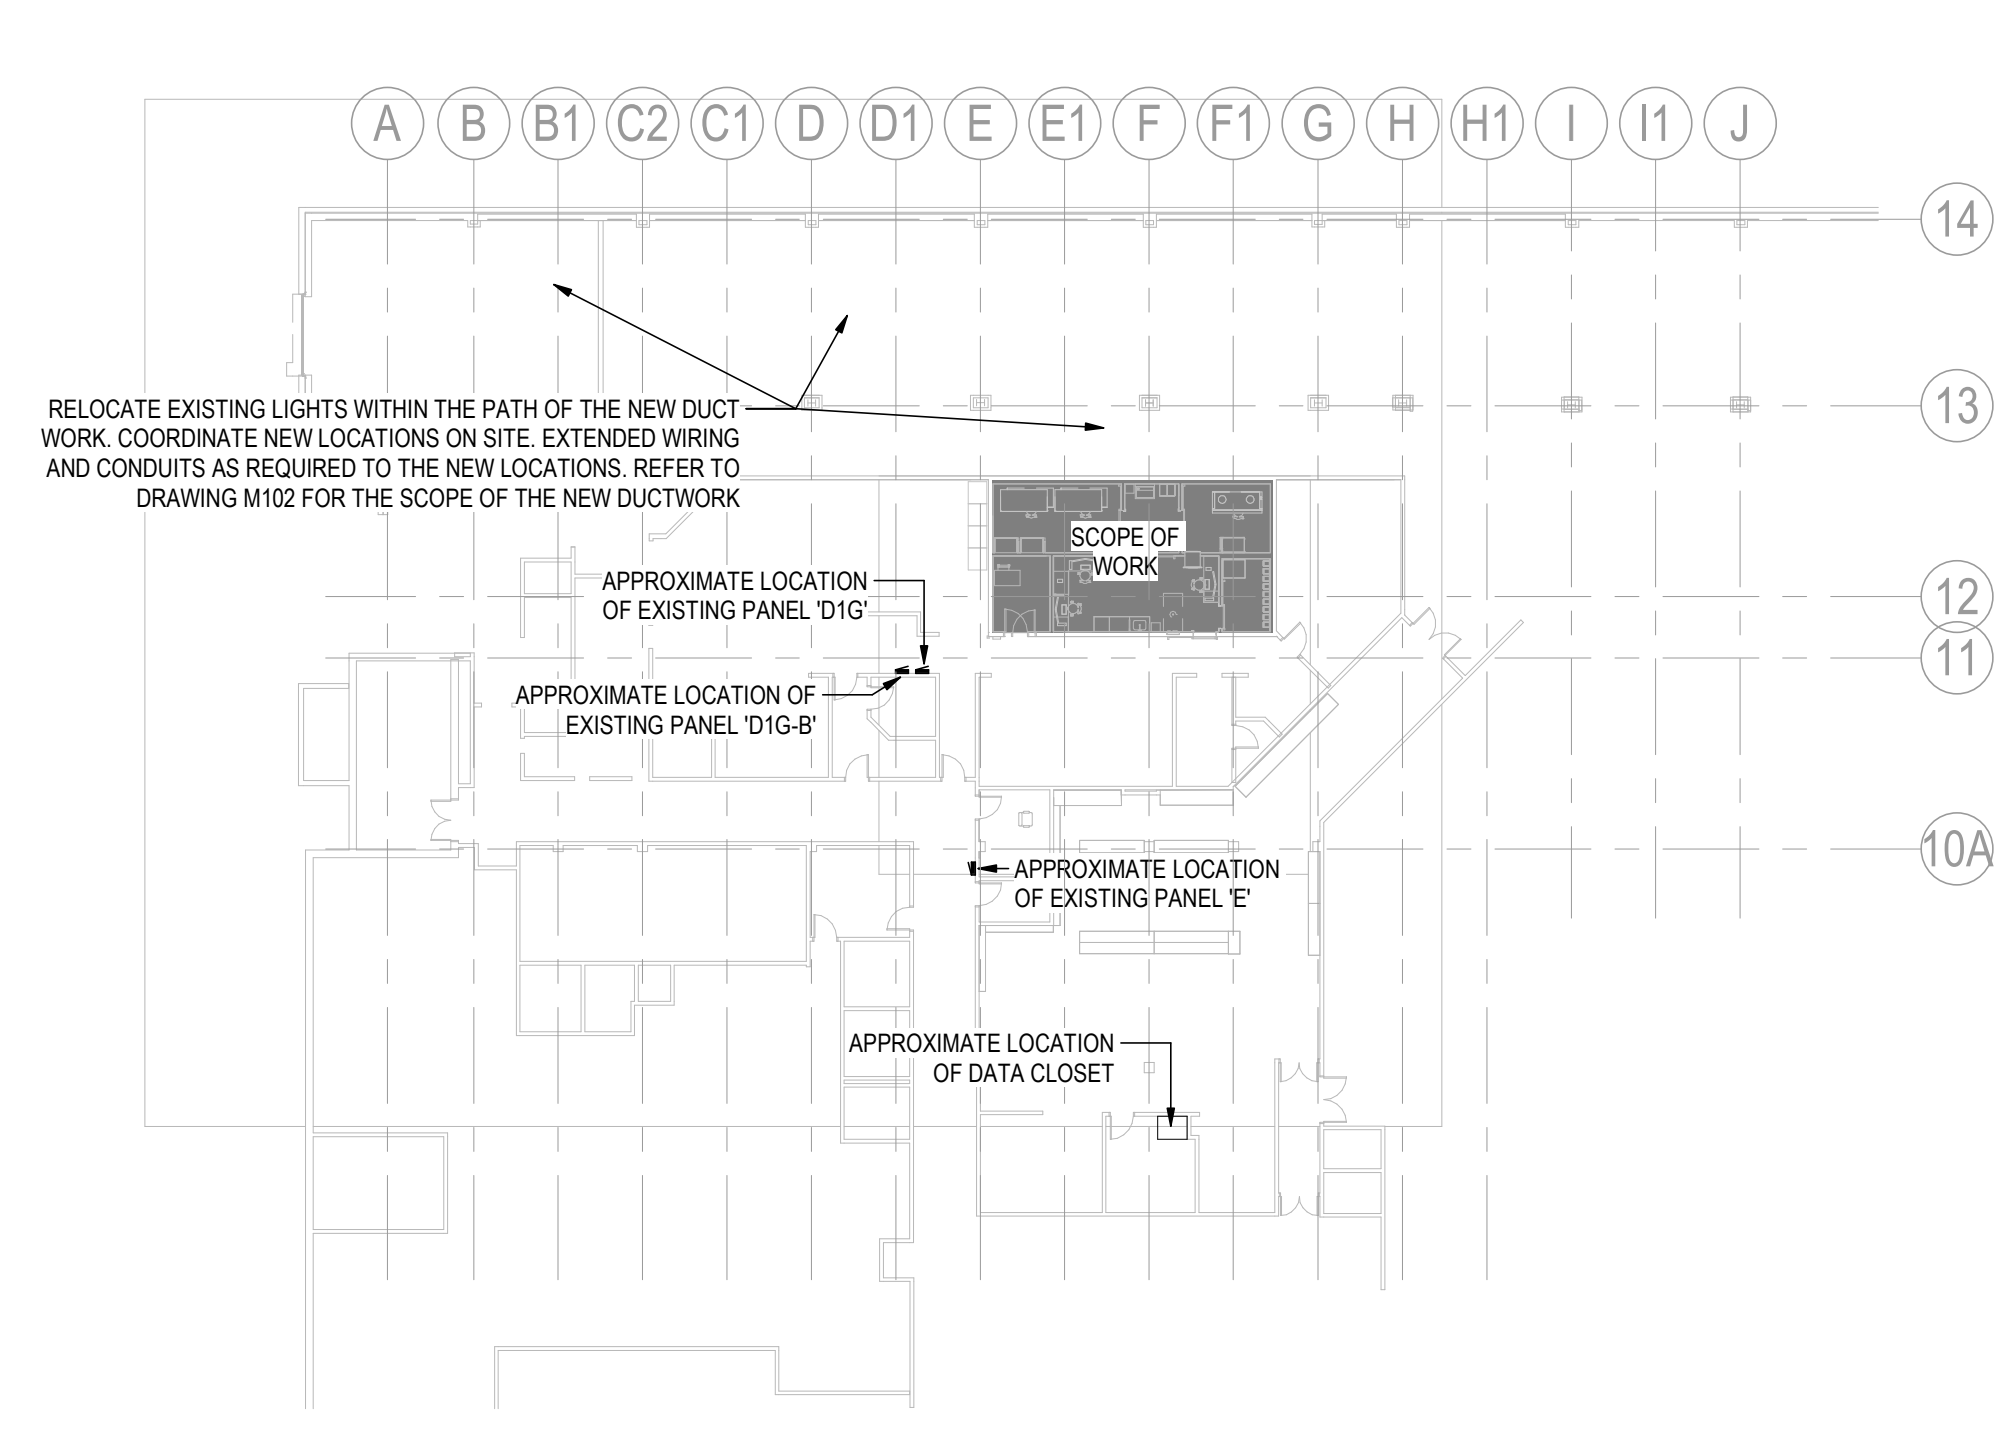 A B B1 C2 C1 D D1 E E1 F F1 G H H1 I I1 J
14
13
RELOCATE EXISTING LIGHTS WITHIN THE PATH OF THE NEW DUCT
WORK. COORDINATE NEW LOCATIONS ON SITE. EXTENDED WIRING
AND CONDUITS AS REQUIRED TO THE NEW LOCATIONS. REFER TO
DRAWING M102 FOR THE SCOPE OF THE NEW DUCTWORK
SCOPE OF
WORK
APPROXIMATE LOCATION
OF EXISTING PANEL 'D1G'
12
11
APPROXIMATE LOCATION OF
EXISTING PANEL 'D1G-B'
10A
APPROXIMATE LOCATION
OF EXISTING PANEL 'E'
APPROXIMATE LOCATION
OF DATA CLOSET